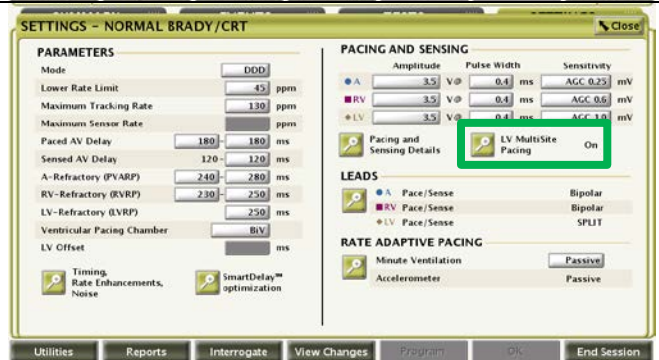 SETTINGS - NORMAL BRADY/CRT
Close
PARAMETERS
Mode DDD
Lower Rate Limit 45 ppm
Maximum Tracking Rate 130 ppm
Maximum Sensor Rate ppm
Paced AV Delay 180 - 180 ms
Sensed AV Delay 120 - 120 ms
A-Refractory (PVARP) 240 - 280 ms
RV-Refractory (RVRP) 230 - 250 ms
LV-Refractory (LVRP) 250 ms
Ventricular Pacing Chamber BiV
LV Offset ms
Timing,
Rate Enhancements,
Noise
SmartDelay™
optimization
PACING AND SENSING
Amplitude Pulse Width Sensitivity
A 3.5 V@ 0.4 ms AGC 0.25 mV
RV 3.5 V@ 0.4 ms AGC 0.6 mV
LV 3.5 V@ 0.4 ms AGC 1.0 mV
Pacing and
Sensing Details
LV MultiSite
Pacing
On
LEADS
A Pace/Sense Bipolar
RV Pace/Sense Bipolar
LV Pace/Sense SPLIT
RATE ADAPTIVE PACING
Minute Ventilation Passive
Accelerometer Passive
Utilities Reports Interrogate View Changes Program OK End Session